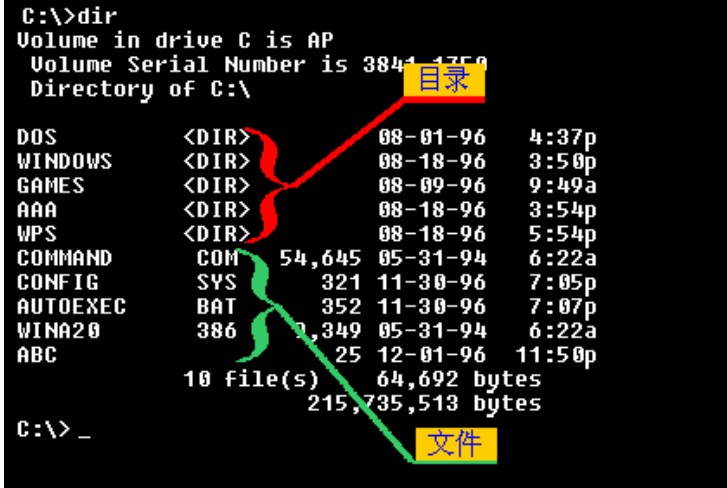 C:\>dir
Volume in drive C is AP
Volume Serial Number is 3841-1750
Directory of C:\
目录
DOS <DIR> 08-01-96 4:37p
WINDOWS <DIR> 08-18-96 3:50p
GAMES <DIR> 08-09-96 9:49a
AAA <DIR> 08-18-96 3:54p
WPS <DIR> 08-18-96 5:54p
COMMAND COM 54,645 05-31-94 6:22a
CONFIG SYS 321 11-30-96 7:05p
AUTOEXEC BAT 352 11-30-96 7:07p
WINA20 386 9,349 05-31-94 6:22a
ABC 25 12-01-96 11:50p
10 file(s) 64,692 bytes
215,735,513 bytes
C:\> _
文件